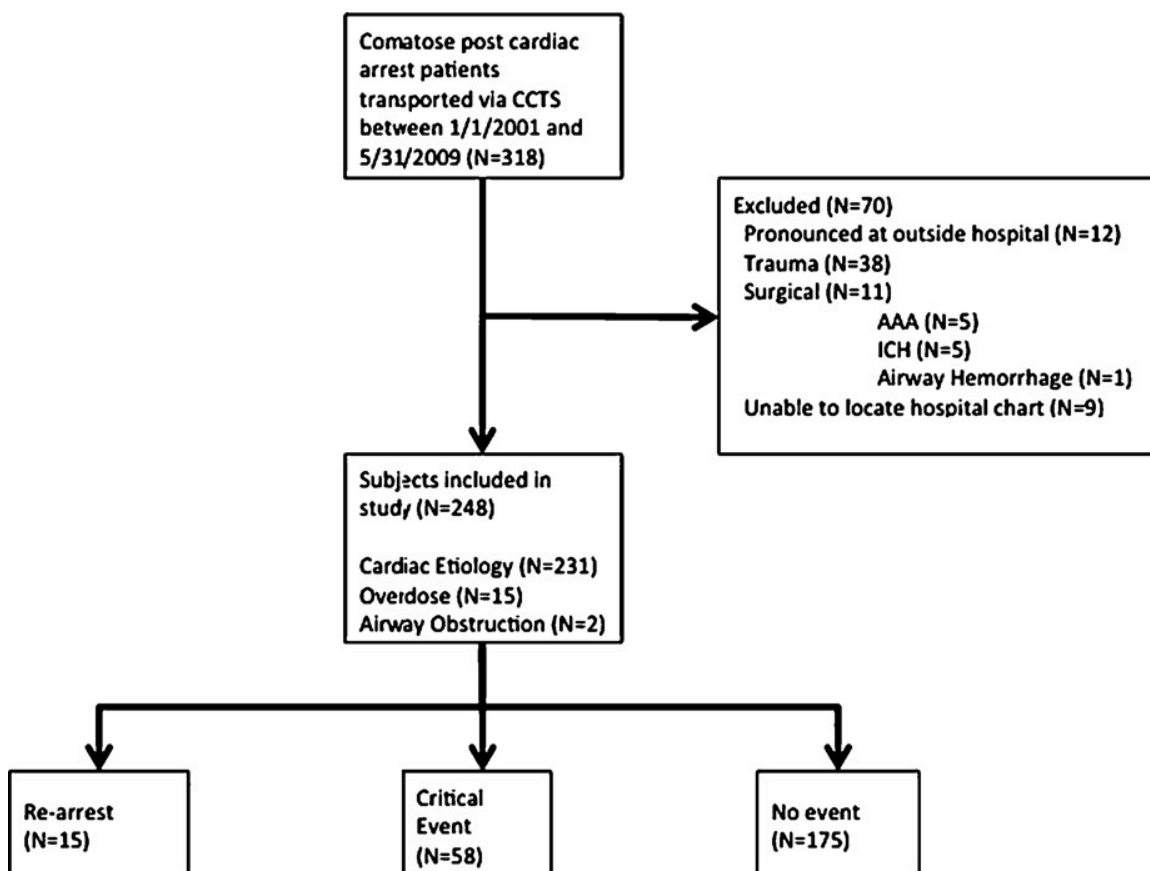 Comatose post cardiac
arrest patients
transported via CCTS
between 1/1/2001 and
5/31/2009 (N=318)
Excluded (N=70)
Pronounced at outside hospital (N=12)
Trauma (N=38)
Surgical (N=11)
AAA (N=5)
ICH (N=5)
Airway Hemorrhage (N=1)
Unable to locate hospital chart (N=9)
Subjects included in
study (N=248)
Cardiac Etiology (N=231)
Overdose (N=15)
Airway Obstruction (N=2)
Re-arrest
(N=15)
Critical
Event
(N=58)
No event
(N=175)